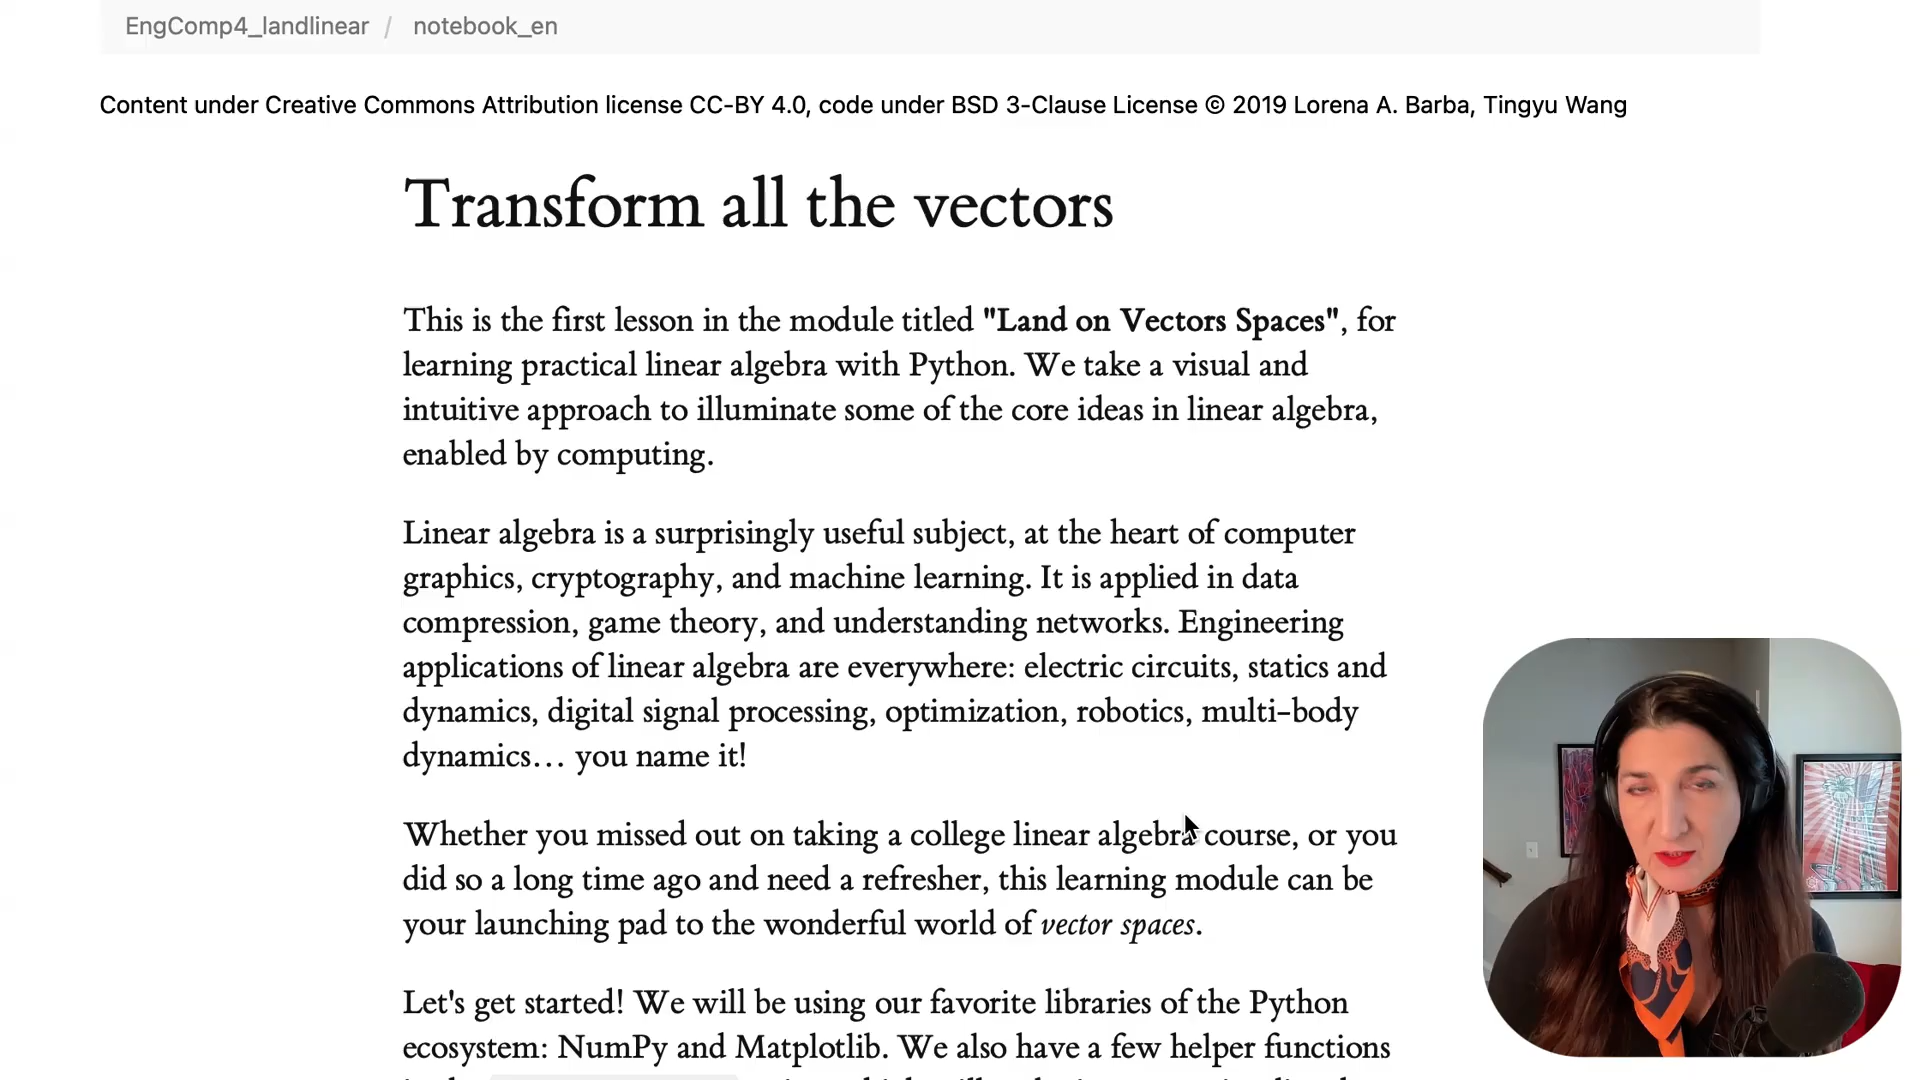 EngComp4_landlinear / notebook_en
Content under Creative Commons Attribution license CC-BY 4.0, code under BSD 3-Clause License © 2019 Lorena A. Barba, Tingyu Wang
Transform all the vectors
This is the first lesson in the module titled "Land on Vectors Spaces", for
learning practical linear algebra with Python. We take a visual and
intuitive approach to illuminate some of the core ideas in linear algebra,
enabled by computing.
Linear algebra is a surprisingly useful subject, at the heart of computer
graphics, cryptography, and machine learning. It is applied in data
compression, game theory, and understanding networks. Engineering
applications of linear algebra are everywhere: electric circuits, statics and
dynamics, digital signal processing, optimization, robotics, multi-body
dynamics... you name it!
Whether you missed out on taking a college linear algebra course, or you
did so a long time ago and need a refresher, this learning module can be
your launching pad to the wonderful world of vector spaces.
Let's get started! We will be using our favorite libraries of the Python
ecosystem: NumPy and Matplotlib. We also have a few helper functions